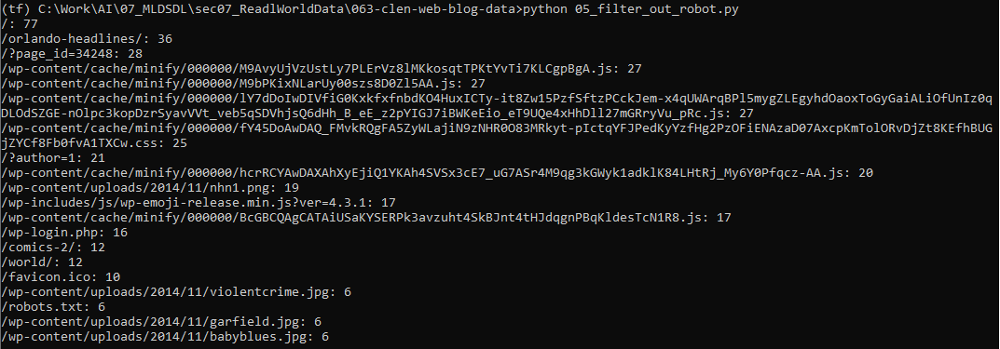 (tf) C:\Work\AI\07_MLDSDL\sec07_ReadlWorldData\063-clen-web-blog-data>python 05_filter_out_robot.py
/: 77
/orlando-headlines/: 36
/?page_id=34248: 28
/wp-content/cache/minify/000000/M9AvyUjVzUstLy7PLErVz8lMKkosqtTPKtYvTi7KLCgpBgA.js: 27
/wp-content/cache/minify/000000/M9bPKixNLarUy00szs8D0Zl5AA.js: 27
/wp-content/cache/minify/000000/lY7dDoIwDIVfiG0KxkfxfnbdKO4HuxICTy-it8Zw15PzfSftzPCckJem-x4qUWArqBPl5mygZLEgyhdOaoxToGyGaiALiOfUnIz0q
DLOdSZGE-nOlpc3kopDzrSyavVVt_veb5qSDVhjsQ6dHh_B_eE_z2pYIGJ7iBWKeEio_eT9UQe4xHhDll27mGRryVu_pRc.js: 27
/wp-content/cache/minify/000000/fY45DoAwDAQ_FMvkRQgFA5ZyWLajiN9zNHR0O83MRkyt-pIctqYFJPedKyYzfHg2PzOFiENAzaD07AxcpKmTolORvDjZt8KEfhBUG
jZYCf8Fb0fvA1TXCw.css: 25
/?author=1: 21
/wp-content/cache/minify/000000/hcrRCYAwDAXAhXyEjiQ1YKAh4SVSx3cE7_uG7ASr4M9qg3kGWyk1adklK84LHtRj_My6Y0Pfqcz-AA.js: 20
/wp-content/uploads/2014/11/nhn1.png: 19
/wp-includes/js/wp-emoji-release.min.js?ver=4.3.1: 17
/wp-content/cache/minify/000000/BcGBCQAgCATAiUSaKYSERPk3avzuht4SkBJnt4tHJdqgnPBqKldesTcN1R8.js: 17
/wp-login.php: 16
/comics-2/: 12
/world/: 12
/favicon.ico: 10
/wp-content/uploads/2014/11/violentcrime.jpg: 6
/robots.txt: 6
/wp-content/uploads/2014/11/garfield.jpg: 6
/wp-content/uploads/2014/11/babyblues.jpg: 6